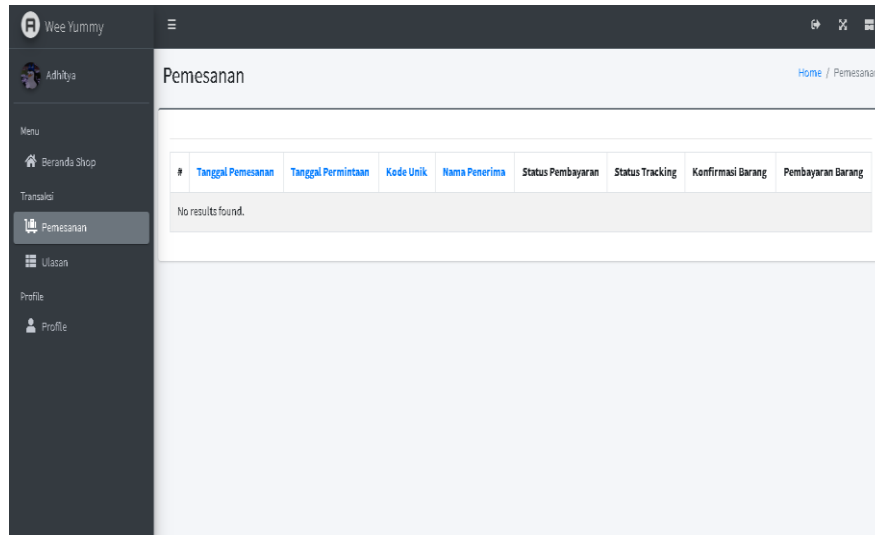 Wee Yummy
Adhitya
Pemesanan
Home / Pemesanan
Menu
Beranda Shop
Transaksi
Pemesanan
Ulasan
Profile
Profile
# Tanggal Pemesanan Tanggal Permintaan Kode Unik Nama Penerima Status Pembayaran Status Tracking Konfirmasi Barang Pembayaran Barang
No results found.